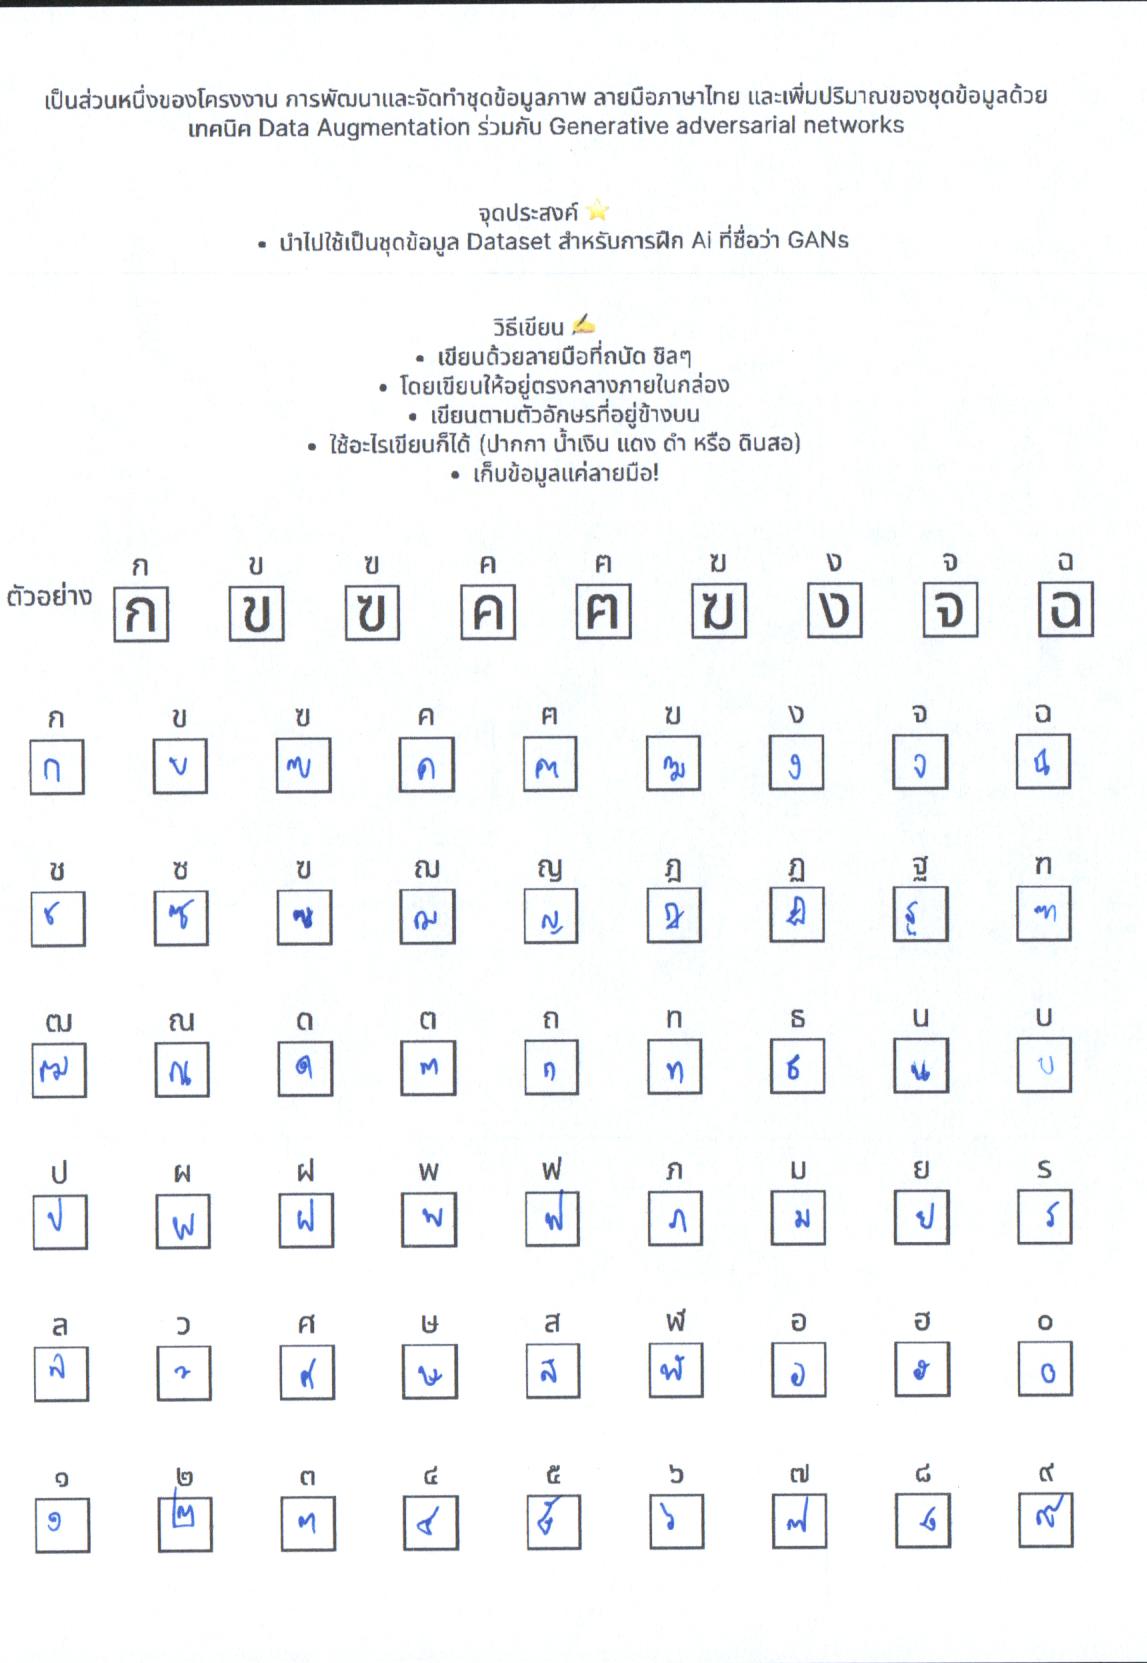 เป็นส่วนหนึ่งของโครงงาน การพัฒนาและจัดทำชุดข้อมูลภาพ ลายมือภาษาไทย และเพิ่มปริมาณของชุดข้อมูลด้วย
เทคนิค Data Augmentation ร่วมกับ Generative adversarial networks
จุดประสงค์ ⭐
• นำไปใช้เป็นชุดข้อมูล Dataset สำหรับการฝึก Ai ที่ชื่อว่า GANs
วิธีเขียน ✍
• เขียนด้วยลายมือที่ถนัด ชิลๆ
• โดยเขียนให้อยู่ตรงกลางภายในกล่อง
• เขียนตามตัวอักษรที่อยู่ข้างบน
• ใช้อะไรเขียนก็ได้ (ปากกา น้ำเงิน แดง ดำ หรือ ดินสอ)
• เก็บข้อมูลแค่ลายมือ!
ก ข ฃ ค ฅ ฆ ง จ ฉ
ตัวอย่าง ก ข ฃ ค ฅ ฆ ง จ ฉ
ก ข ฃ ค ฅ ฆ ง จ ฉ
ก ข ฃ ค ฅ ฆ ง จ ฉ
ช ซ ฃ ฌ ญ ฎ ฏ ฐ ฑ
ช ซ ฃ ฌ ญ ฎ ฏ ฐ ฑ
ฒ ณ ด ต ถ ท ธ น บ
ฒ ณ ด ต ถ ท ธ น บ
ป ผ ฝ พ ฟ ภ ม ย ร
ป ผ ฝ พ ฟ ภ ม ย ร
ล ว ศ ษ ส ฬ อ ฮ ๐
ล ว ศ ษ ส ฬ อ ฮ ๐
๑ ๒ ๓ ๔ ๕ ๖ ๗ ๘ ๙
๑ ๒ ๓ ๔ ๕ ๖ ๗ ๘ ๙